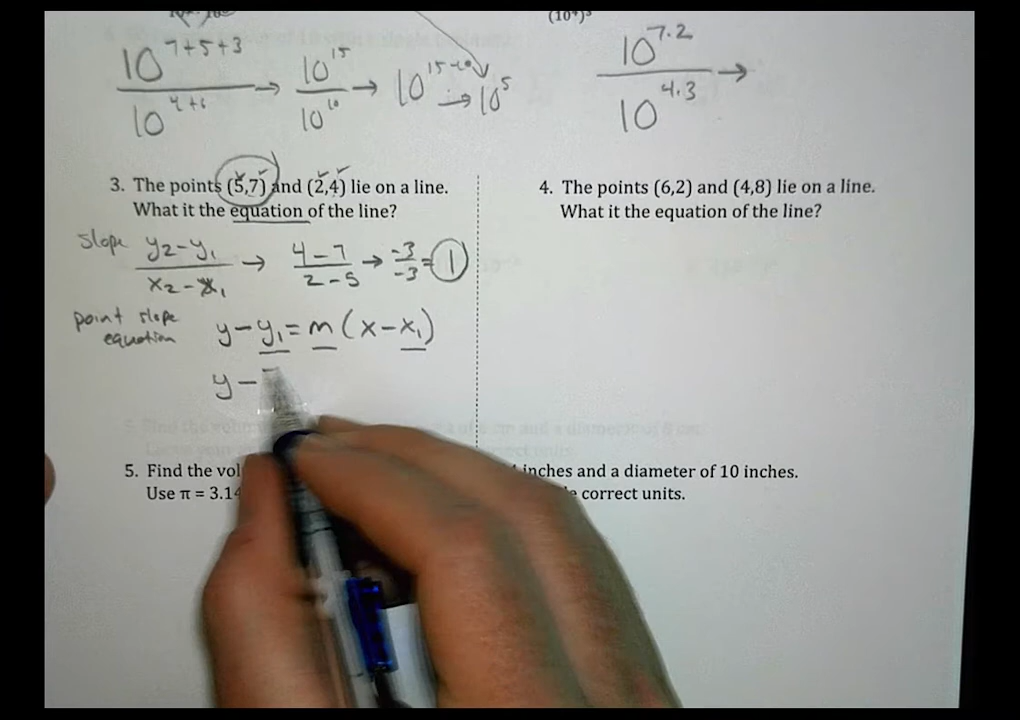 (10⁴)³
10^7+5+3 / 10^4+6 → 10^15 / 10^10 → 10^15-10 → 10^5
10^7·2 / 10^4·3 →
3. The points (5,7) and (2,4) lie on a line.
What it the equation of the line?
slope y₂-y₁ / x₂-x₁ → 4-7 / 2-5 → -3 / -3 = 1
point slope
equation
y-y₁=m(x-x₁)
y-
4. The points (6,2) and (4,8) lie on a line.
What it the equation of the line?
5. Find the vol inches and a diameter of 10 inches.
Use π = 3.14 correct units.